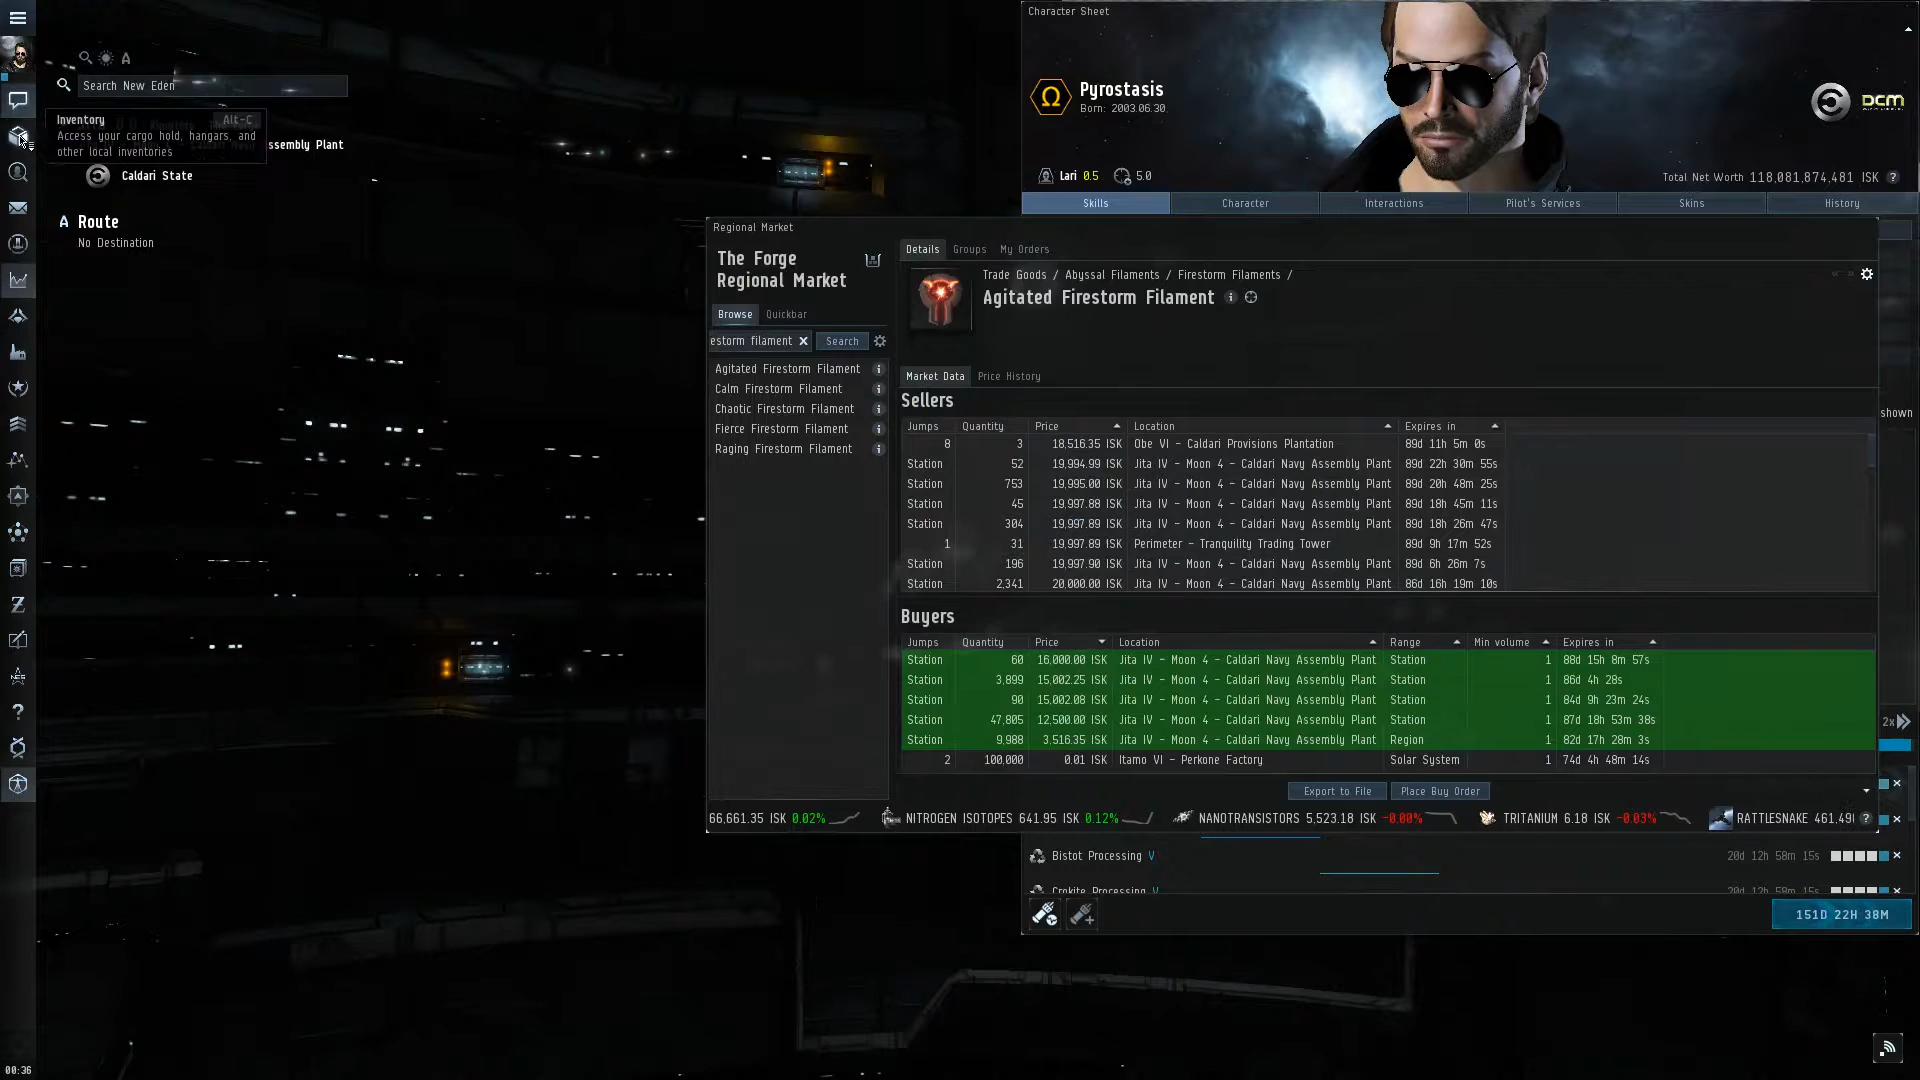 Search New Eden
Inventory Alt-C
Access your cargo hold, hangars, and
other local inventories
ssembly Plant
Caldari State
A Route
No Destination
00:36
Character Sheet
Ω Pyrostasis
Born: 2003.06.30.
DCM
Lari 0.5 5.0
Total Net Worth 118,081,874,481 ISK ?
Skills Character Interactions Pilot's Services Skins History
shown
Regional Market
The Forge
Regional Market
Browse Quickbar
estorm filament Search
Agitated Firestorm Filament
Calm Firestorm Filament
Chaotic Firestorm Filament
Fierce Firestorm Filament
Raging Firestorm Filament
Details Groups My Orders
Trade Goods / Abyssal Filaments / Firestorm Filaments /
Agitated Firestorm Filament
Market Data Price History
Sellers
Jumps Quantity Price Location Expires in
8 3 18,516.35 ISK Obe VI - Caldari Provisions Plantation 89d 11h 5m 0s
Station 52 19,994.99 ISK Jita IV - Moon 4 - Caldari Navy Assembly Plant 89d 22h 30m 55s
Station 753 19,995.00 ISK Jita IV - Moon 4 - Caldari Navy Assembly Plant 89d 20h 48m 25s
Station 45 19,997.88 ISK Jita IV - Moon 4 - Caldari Navy Assembly Plant 89d 18h 45m 11s
Station 304 19,997.89 ISK Jita IV - Moon 4 - Caldari Navy Assembly Plant 89d 18h 26m 47s
1 31 19,997.89 ISK Perimeter - Tranquility Trading Tower 89d 9h 17m 52s
Station 196 19,997.90 ISK Jita IV - Moon 4 - Caldari Navy Assembly Plant 89d 6h 26m 7s
Station 2,341 20,000.00 ISK Jita IV - Moon 4 - Caldari Navy Assembly Plant 86d 16h 19m 10s
Buyers
Jumps Quantity Price Location Range Min volume Expires in
Station 60 16,000.00 ISK Jita IV - Moon 4 - Caldari Navy Assembly Plant Station 1 88d 15h 8m 57s
Station 3,899 15,002.25 ISK Jita IV - Moon 4 - Caldari Navy Assembly Plant Station 1 86d 4h 28s
Station 90 15,002.08 ISK Jita IV - Moon 4 - Caldari Navy Assembly Plant Station 1 84d 9h 23m 24s
Station 47,805 12,500.00 ISK Jita IV - Moon 4 - Caldari Navy Assembly Plant Station 1 87d 18h 53m 38s
Station 9,988 3,516.35 ISK Jita IV - Moon 4 - Caldari Navy Assembly Plant Region 1 82d 17h 28m 3s
2 100,000 0.01 ISK Itamo VI - Perkone Factory Solar System 1 74d 4h 48m 14s
Export to File Place Buy Order
66,661.35 ISK 0.02% NITROGEN ISOTOPES 641.95 ISK 0.12% NANOTRANSISTORS 5,523.18 ISK -0.00% TRITANIUM 6.18 ISK -0.03% RATTLESNAKE 461,490 ?
2x
Bistot Processing V 20d 12h 58m 15s
Crokite Processing V 20d 12h 58m 15s
151D 22H 38M